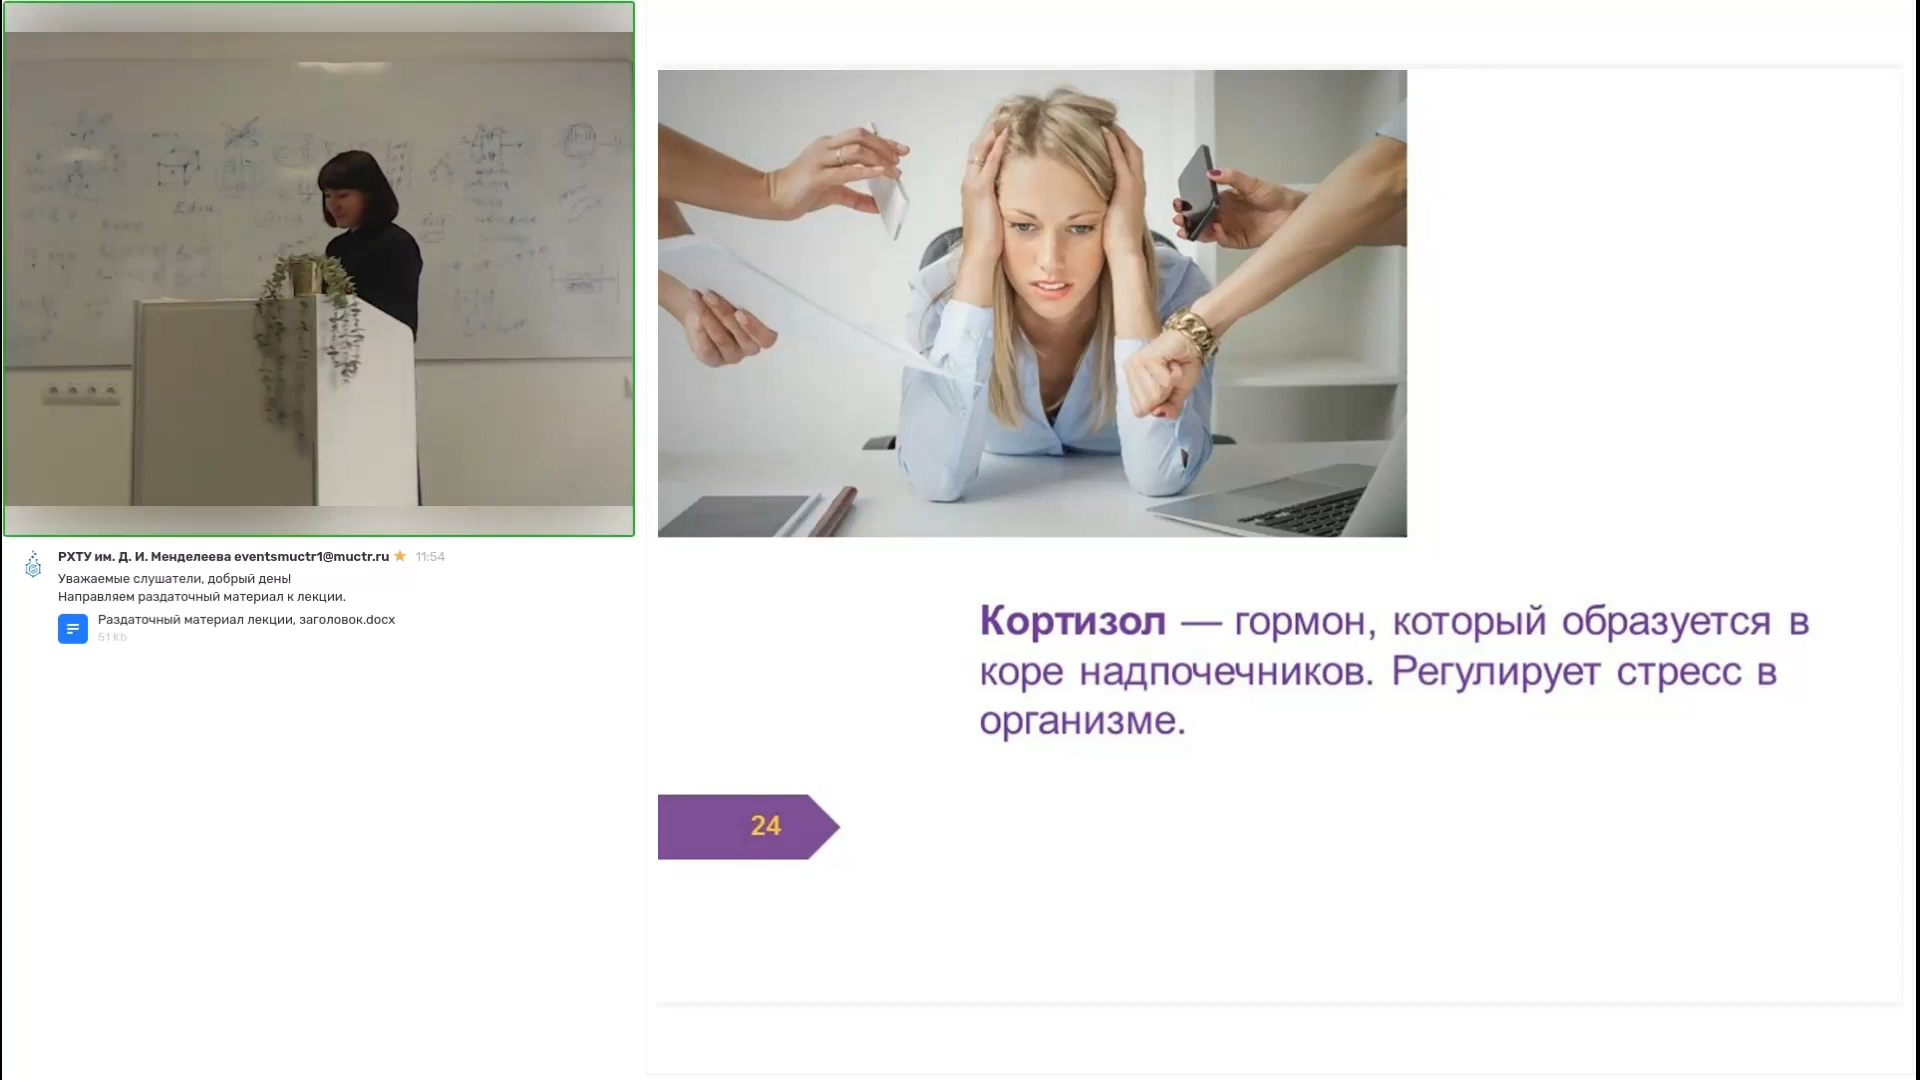 РХТУ им. Д. И. Менделеева eventsmuctr1@muctr.ru 11:54
Уважаемые слушатели, добрый день!
Направляем раздаточный материал к лекции.
Раздаточный материал лекции, заголовок.docx
51 Kb
Кортизол — гормон, который образуется в
коре надпочечников. Регулирует стресс в
организме.
24